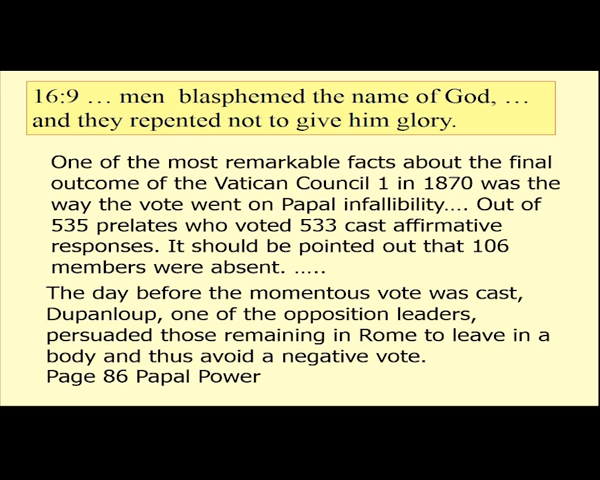 16:9 … men blasphemed the name of God, …
and they repented not to give him glory.
One of the most remarkable facts about the final
outcome of the Vatican Council 1 in 1870 was the
way the vote went on Papal infallibility…. Out of
535 prelates who voted 533 cast affirmative
responses. It should be pointed out that 106
members were absent. …..
The day before the momentous vote was cast,
Dupanloup, one of the opposition leaders,
persuaded those remaining in Rome to leave in a
body and thus avoid a negative vote.
Page 86 Papal Power